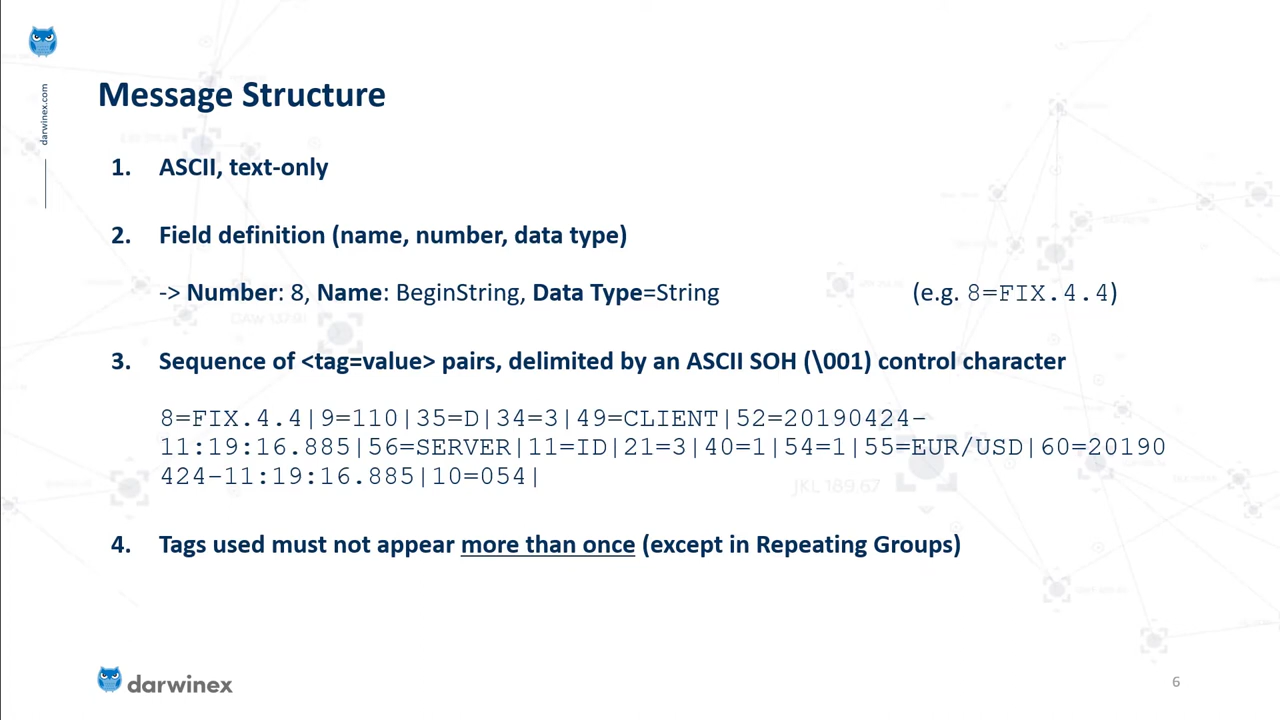 darwinex.com
Message Structure
1. ASCII, text-only
2. Field definition (name, number, data type)
-> Number: 8, Name: BeginString, Data Type=String (e.g. 8=FIX.4.4)
3. Sequence of <tag=value> pairs, delimited by an ASCII SOH (\001) control character
8=FIX.4.4|9=110|35=D|34=3|49=CLIENT|52=20190424-
11:19:16.885|56=SERVER|11=ID|21=3|40=1|54=1|55=EUR/USD|60=20190
424-11:19:16.885|10=054|
JKL 189.67
4. Tags used must not appear more than once (except in Repeating Groups)
darwinex
6